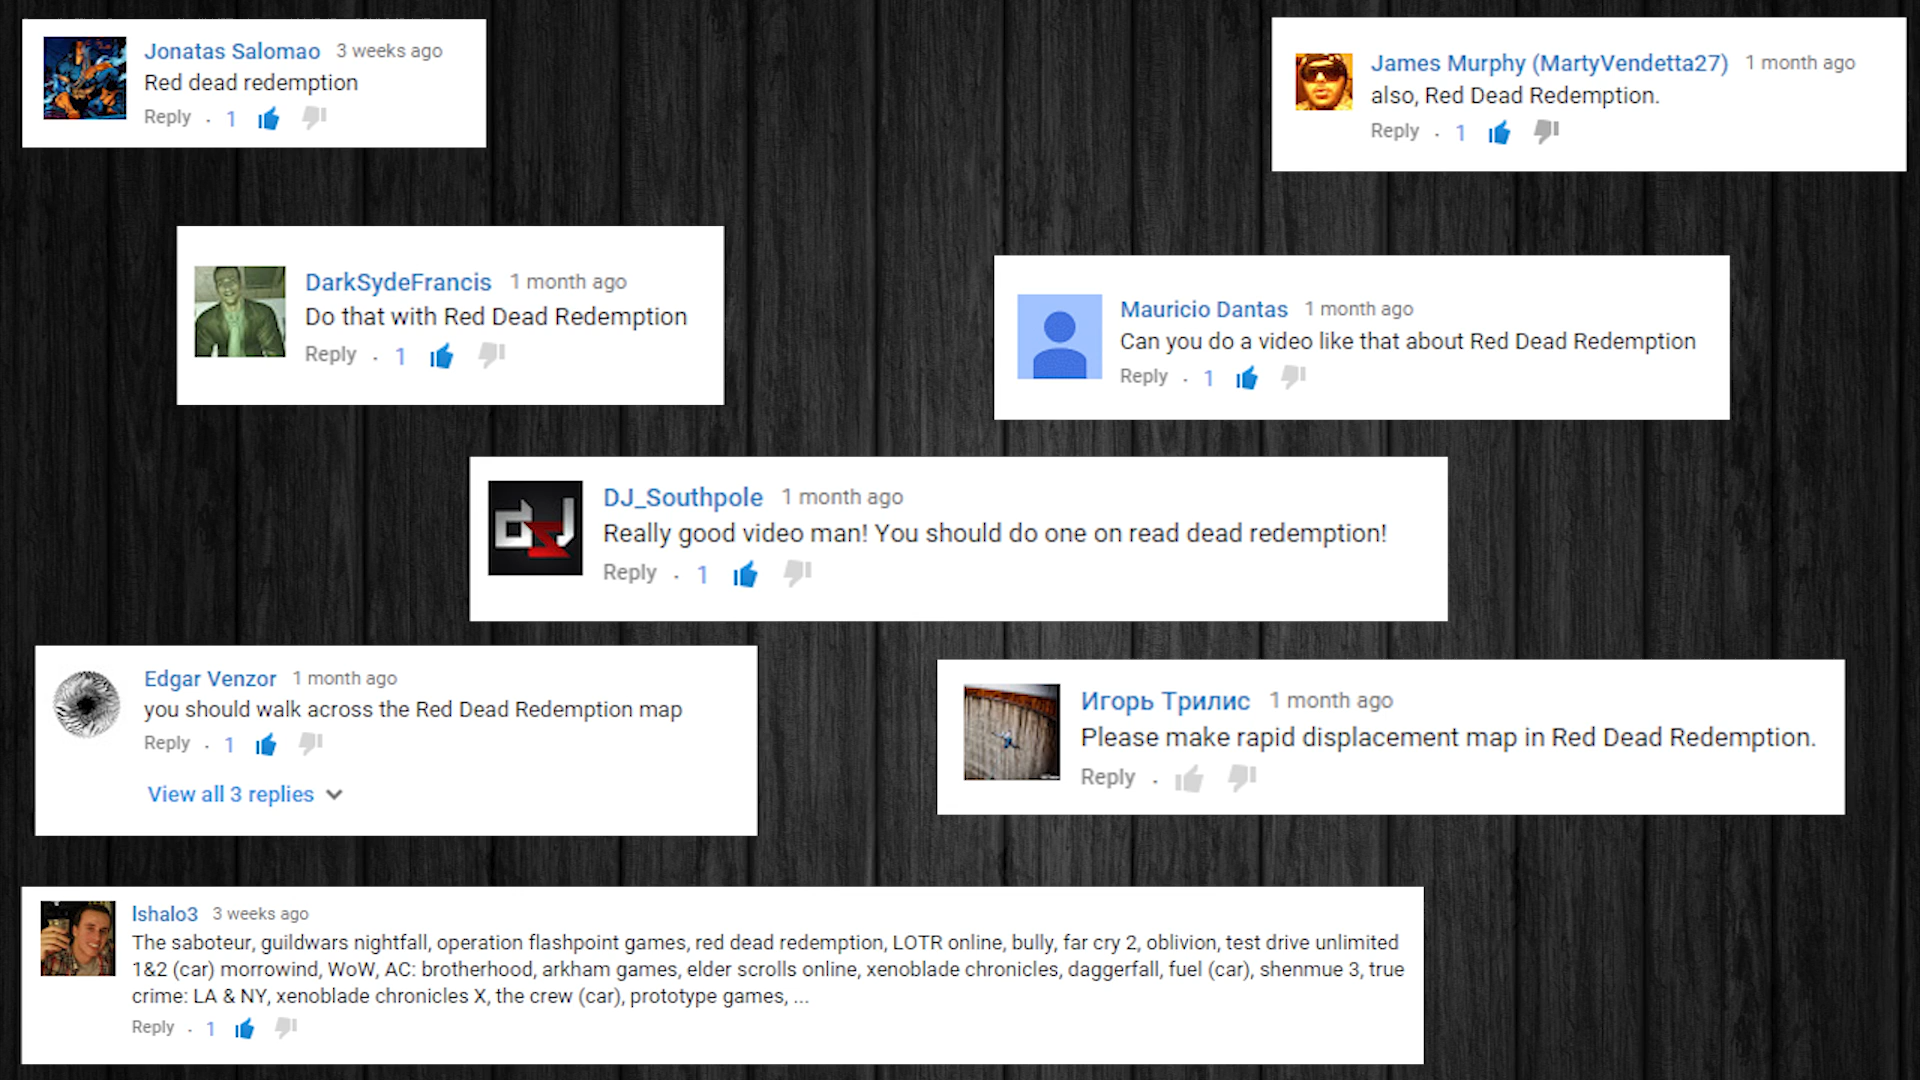 Jonatas Salomao 3 weeks ago
Red dead redemption
Reply · 1
James Murphy (MartyVendetta27) 1 month ago
also, Red Dead Redemption.
Reply · 1
DarkSydeFrancis 1 month ago
Do that with Red Dead Redemption
Reply · 1
Mauricio Dantas 1 month ago
Can you do a video like that about Red Dead Redemption
Reply · 1
DSJ
DJ_Southpole 1 month ago
Really good video man! You should do one on read dead redemption!
Reply · 1
Edgar Venzor 1 month ago
you should walk across the Red Dead Redemption map
Reply · 1
View all 3 replies
Игорь Трилис 1 month ago
Please make rapid displacement map in Red Dead Redemption.
Reply ·
lshalo3 3 weeks ago
The saboteur, guildwars nightfall, operation flashpoint games, red dead redemption, LOTR online, bully, far cry 2, oblivion, test drive unlimited
1&2 (car) morrowind, WoW, AC: brotherhood, arkham games, elder scrolls online, xenoblade chronicles, daggerfall, fuel (car), shenmue 3, true
crime: LA & NY, xenoblade chronicles X, the crew (car), prototype games, ...
Reply · 1